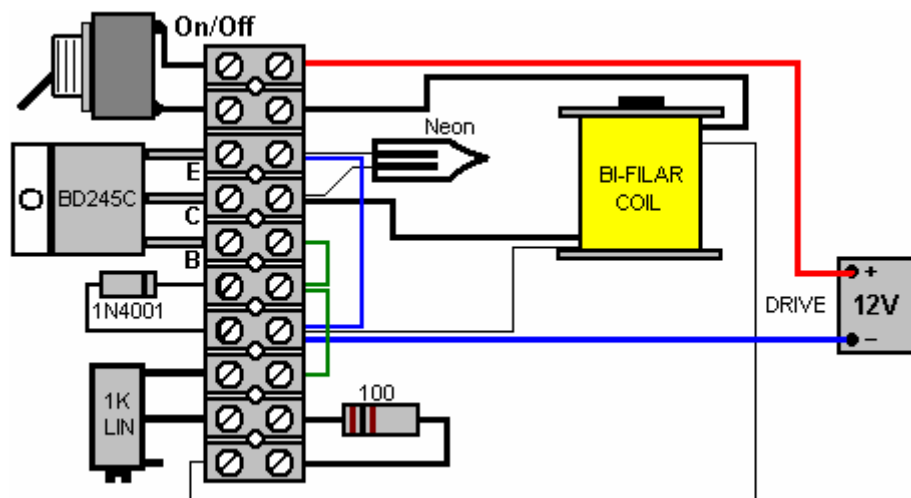 On/Off
Neon
E
BD245C
C
B
BI-FILAR
COIL
1N4001
DRIVE
+
12V
–
1K
LIN
100